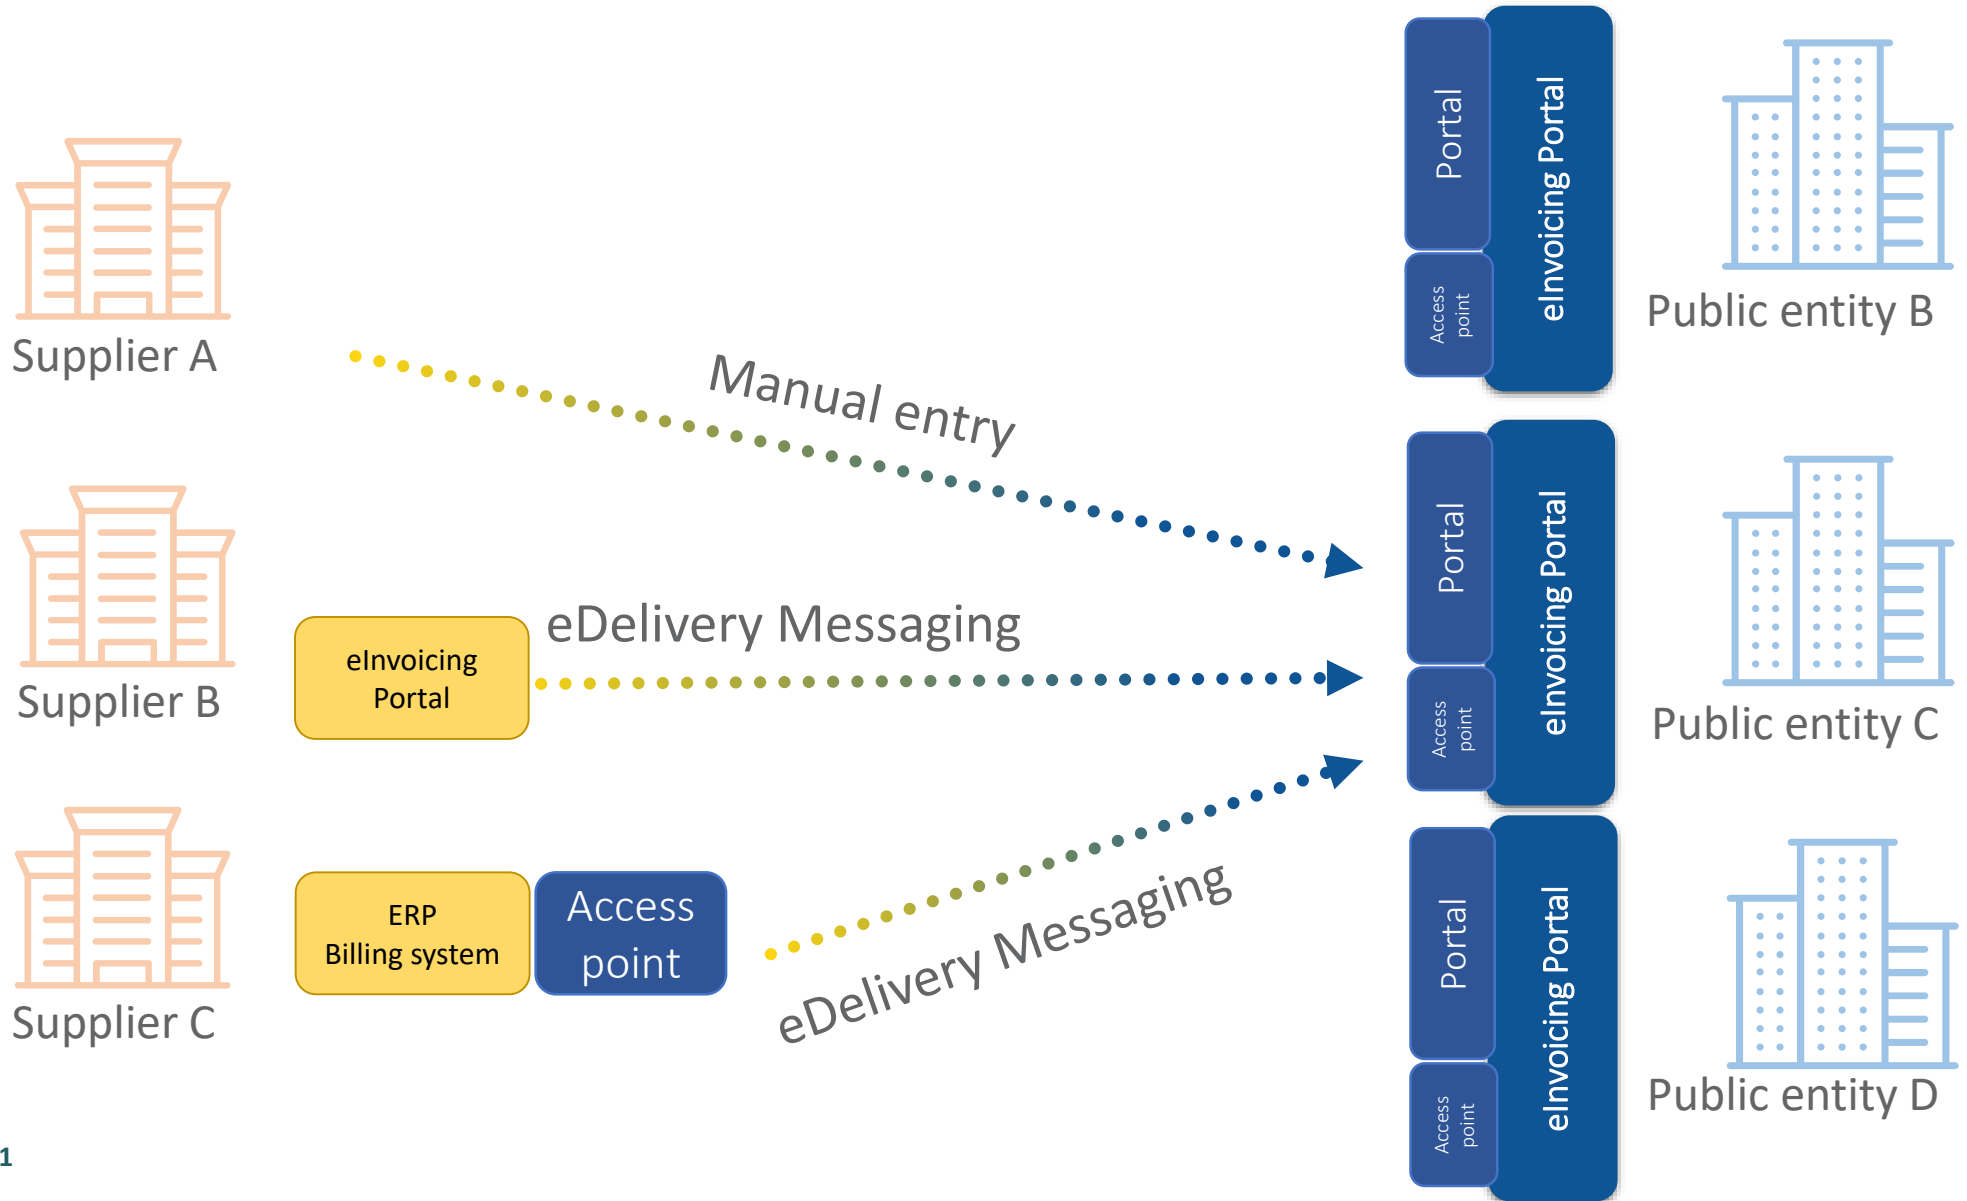 Supplier A
Manual entry
Portal
Access
point
eInvoicing Portal
Public entity B
Supplier B
eInvoicing
Portal
eDelivery Messaging
Portal
Access
point
eInvoicing Portal
Public entity C
Supplier C
ERP
Billing system
Access
point
eDelivery Messaging
Portal
Access
point
eInvoicing Portal
Public entity D
1